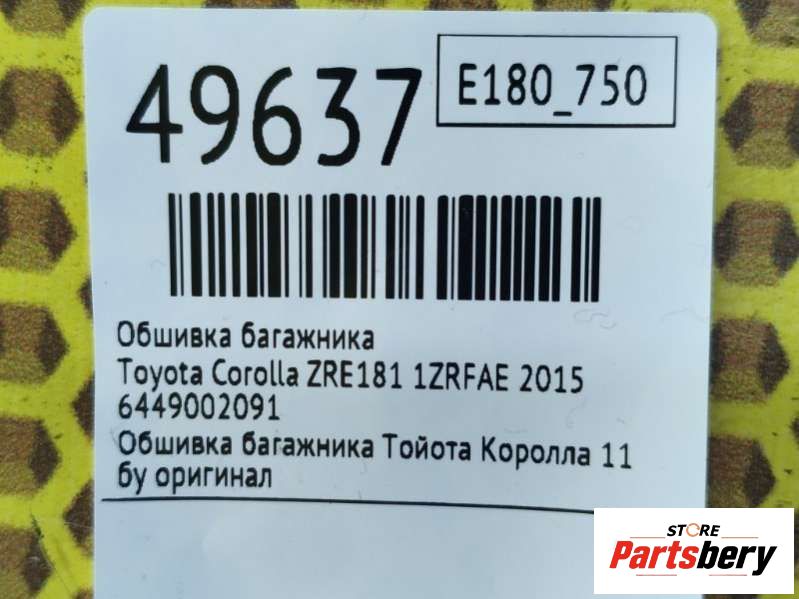 49637
E180_750
Обшивка багажника
Toyota Corolla ZRE181 1ZRFAE 2015
6449002091
Обшивка багажника Тойота Королла 11
бу оригинал
STORE
Partsbery